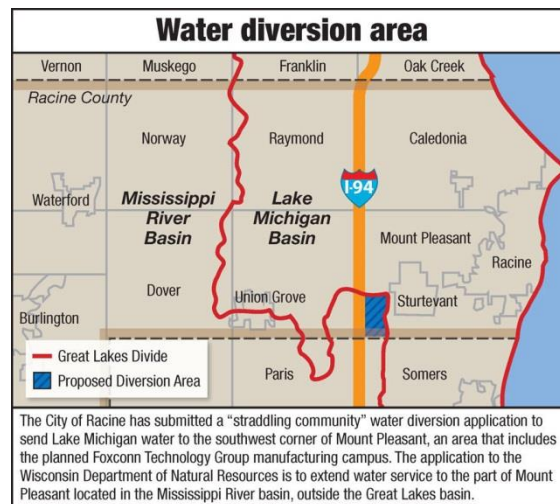 Water diversion area
Vernon
Muskego
Franklin
Oak Creek
Racine County
Norway
Raymond
Caledonia
I-94
Waterford
Mississippi
River
Basin
Lake
Michigan
Basin
Mount Pleasant
Racine
Dover
Union Grove
Sturtevant
Burlington
Great Lakes Divide
Proposed Diversion Area
Paris
Somers
The City of Racine has submitted a “straddling community” water diversion application to
send Lake Michigan water to the southwest corner of Mount Pleasant, an area that includes
the planned Foxconn Technology Group manufacturing campus. The application to the
Wisconsin Department of Natural Resources is to extend water service to the part of Mount
Pleasant located in the Mississippi River basin, outside the Great Lakes basin.